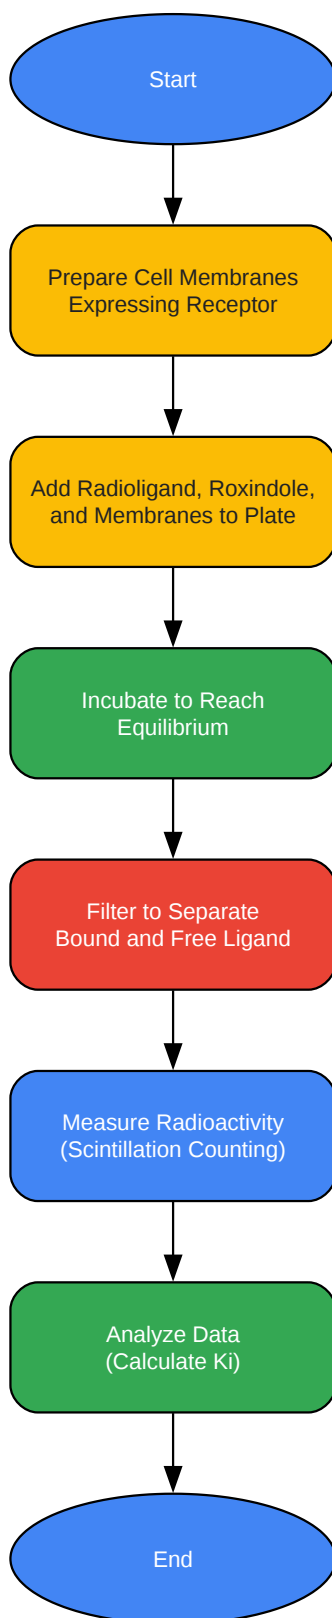 Start
Prepare Cell Membranes
Expressing Receptor
Add Radioligand, Roxindole,
and Membranes to Plate
Incubate to Reach
Equilibrium
Filter to Separate
Bound and Free Ligand
Measure Radioactivity
(Scintillation Counting)
Analyze Data
(Calculate Ki)
End